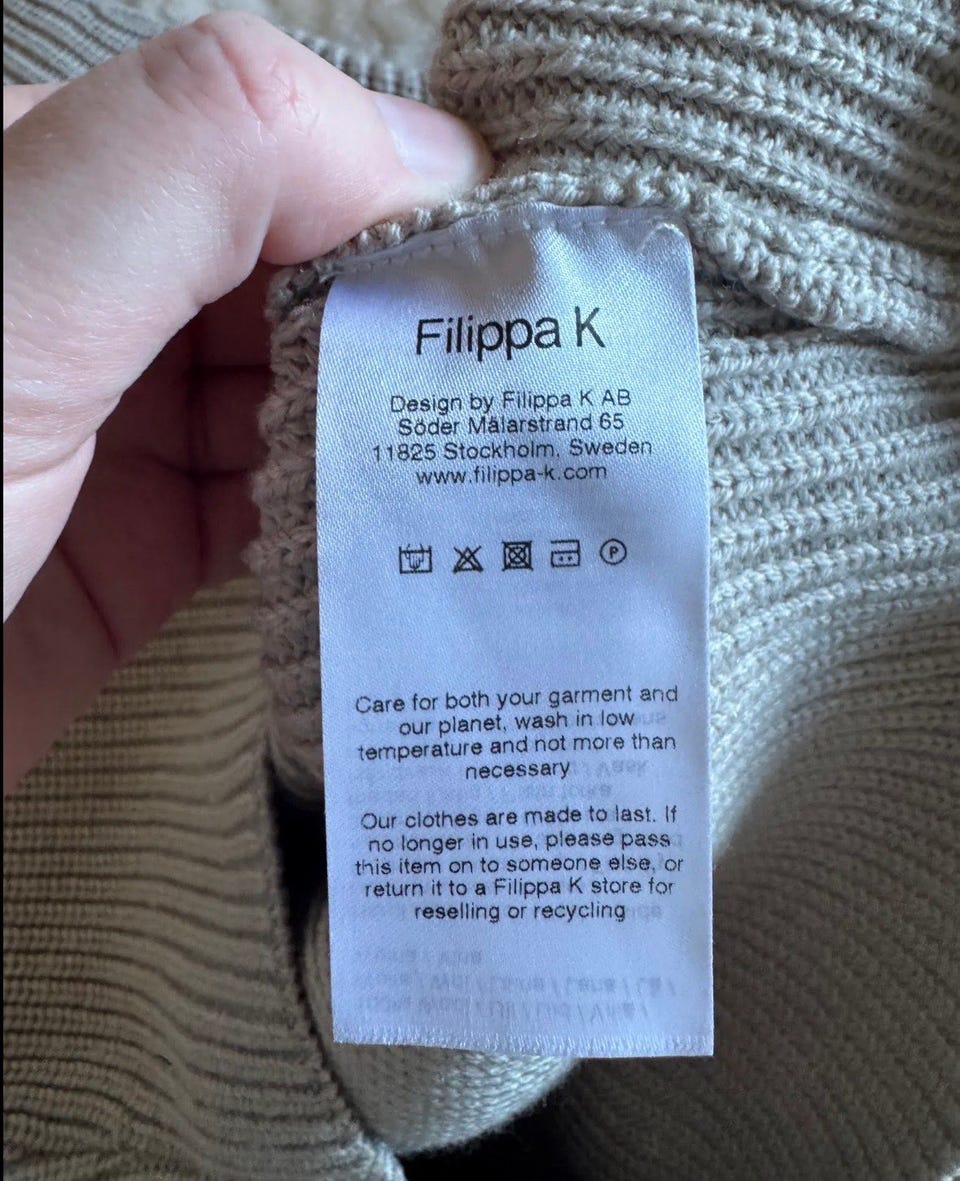 Filippa K
Design by Filippa K AB
Söder Mälarstrand 65
11825 Stockholm, Sweden
www.filippa-k.com
P
Care for both your garment and
our planet, wash in low
temperature and not more than
necessary
Our clothes are made to last. If
no longer in use, please pass
this item on to someone else, or
return it to a Filippa K store for
reselling or recycling